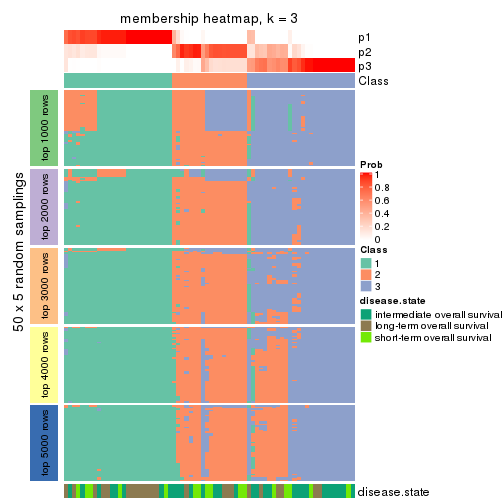 membership heatmap, k = 3
p1
p2
p3
Class
50 x 5 random samplings
top 1000 rows
top 2000 rows
top 3000 rows
top 4000 rows
top 5000 rows
Prob
1
0.8
0.6
0.4
0.2
0
Class
1
2
3
disease.state
intermediate overall survival
long-term overall survival
short-term overall survival
disease.state